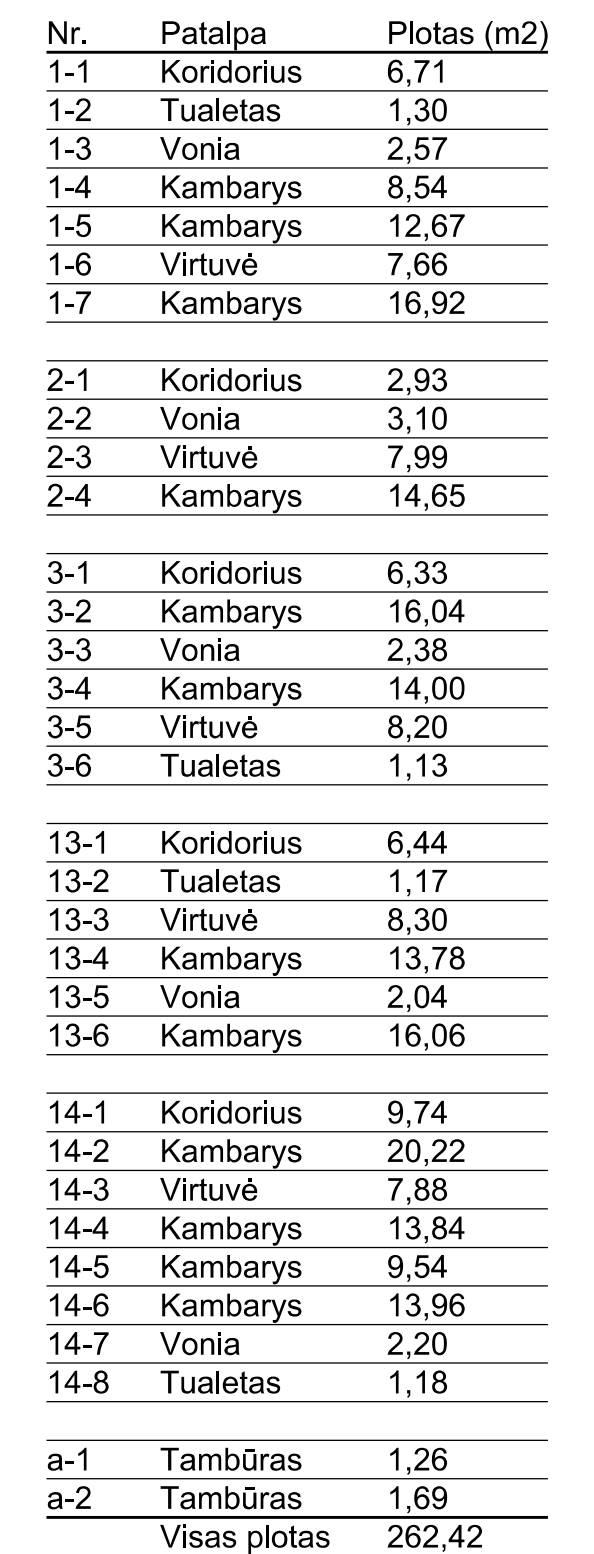 Nr. Patalpa Plotas (m2)
1-1 Koridorius 6,71
1-2 Tualetas 1,30
1-3 Vonia 2,57
1-4 Kambarys 8,54
1-5 Kambarys 12,67
1-6 Virtuvė 7,66
1-7 Kambarys 16,92
2-1 Koridorius 2,93
2-2 Vonia 3,10
2-3 Virtuvė 7,99
2-4 Kambarys 14,65
3-1 Koridorius 6,33
3-2 Kambarys 16,04
3-3 Vonia 2,38
3-4 Kambarys 14,00
3-5 Virtuvė 8,20
3-6 Tualetas 1,13
13-1 Koridorius 6,44
13-2 Tualetas 1,17
13-3 Virtuvė 8,30
13-4 Kambarys 13,78
13-5 Vonia 2,04
13-6 Kambarys 16,06
14-1 Koridorius 9,74
14-2 Kambarys 20,22
14-3 Virtuvė 7,88
14-4 Kambarys 13,84
14-5 Kambarys 9,54
14-6 Kambarys 13,96
14-7 Vonia 2,20
14-8 Tualetas 1,18
a-1 Tambūras 1,26
a-2 Tambūras 1,69
Visas plotas 262,42